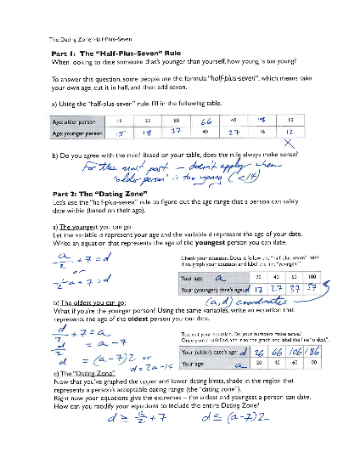 The Dating Zone Half-Plus-Seven
Part 1: The "Half-Plus-Seven" Rule
When looking to date someone that's younger than yourself, how young is too young?
To answer this question, some people use the formula "half-plus-seven", which means take
your own age, cut it in half, and then add seven.
a) Using the "half-plus-seven" rule, fill in the following table.
Age: older person 60 66 40 18 10
Age: younger person 15 18 37 40 27 16 12
X
b) Do you agree with the rule? Based on your table, does the rule always make sense?
For the most part – doesn't apply when
"older person" is too young (<14)
Part 2: The "Dating Zone"
Let's use the "half-plus-seven" rule to figure out the age range that a person can safely
date within (based on their age).
a) The youngest you can go:
Let the variable a represent your age and the variable d represent the age of your date.
Write an equation that represents the age of the youngest person you can date.
a/2 + 7 = d
or
1/2 a + 7 = d
Your age a 20 40 60 100
Your (younger) date's age d 17 27 37 57
(a,d) coordinates
b) The oldest you can go:
What if you're the younger person? Using the same variables, write an equation that
represents the age of the oldest person you can date.
d/2 + 7 = a
d/2 = a - 7
d = (a-7)2 or
d = 2a-14
Your (older) date's age d 26 66 106 186
Your age a 20 40 60 100
c) The "Dating Zone"
Now that you've graphed the upper and lower dating limits, shade in the region that
represents a person's acceptable dating range (the "dating zone").
Right now your equations give the extremes – the oldest and youngest a person can date.
How can you modify your equations to include the entire Dating Zone?
d ≥ a/2 + 7 d ≤ (a-7)2